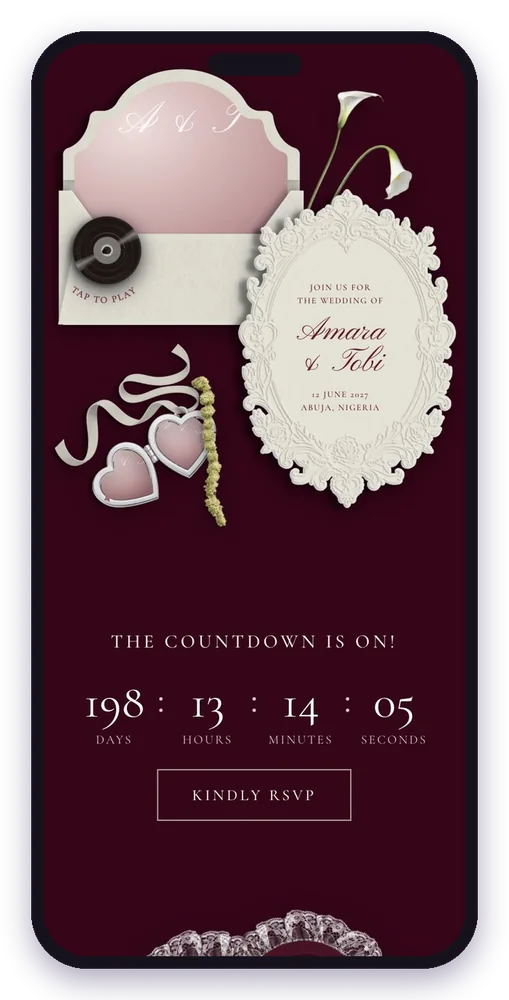 A & T
TAP TO PLAY
JOIN US FOR
THE WEDDING OF
Amara
& Tobi
12 JUNE 2027
ABUJA, NIGERIA
THE COUNTDOWN IS ON!
198 : 13 : 14 : 05
DAYS HOURS MINUTES SECONDS
KINDLY RSVP